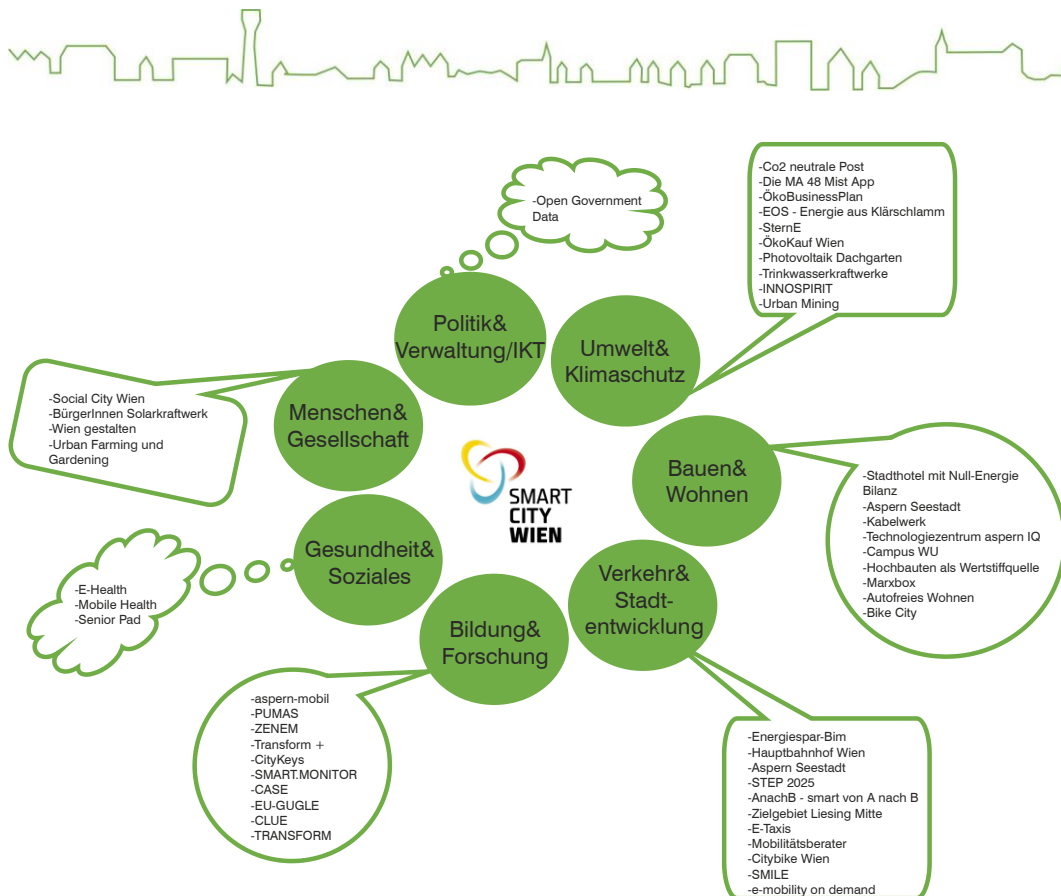 -Open Government
Data
-Co2 neutrale Post
-Die MA 48 Mist App
-ÖkoBusinessPlan
-EOS - Energie aus Klärschlamm
-SternE
-ÖkoKauf Wien
-Photovoltaik Dachgarten
-Trinkwasserkraftwerke
-INNOSPIRIT
-Urban Mining
Politik&
Verwaltung/IKT
Umwelt&
Klimaschutz
-Social City Wien
-BürgerInnen Solarkraftwerk
-Wien gestalten
-Urban Farming und
Gardening
Menschen&
Gesellschaft
SMART
CITY
WIEN
Bauen&
Wohnen
-Stadthotel mit Null-Energie
Bilanz
-Aspern Seestadt
-Kabelwerk
-Technologiezentrum aspern IQ
-Campus WU
-Hochbauten als Wertstiffquelle
-Marxbox
-Autofreies Wohnen
-Bike City
Gesundheit&
Soziales
-E-Health
-Mobile Health
-Senior Pad
Bildung&
Forschung
Verkehr&
Stadt-
entwicklung
-aspern-mobil
-PUMAS
-ZENEM
-Transform +
-CityKeys
-SMART.MONITOR
-CASE
-EU-GUGLE
-CLUE
-TRANSFORM
-Energiespar-Bim
-Hauptbahnhof Wien
-Aspern Seestadt
-STEP 2025
-AnachB - smart von A nach B
-Zielgebiet Liesing Mitte
-E-Taxis
-Mobilitätsberater
-Citybike Wien
-SMILE
-e-mobility on demand